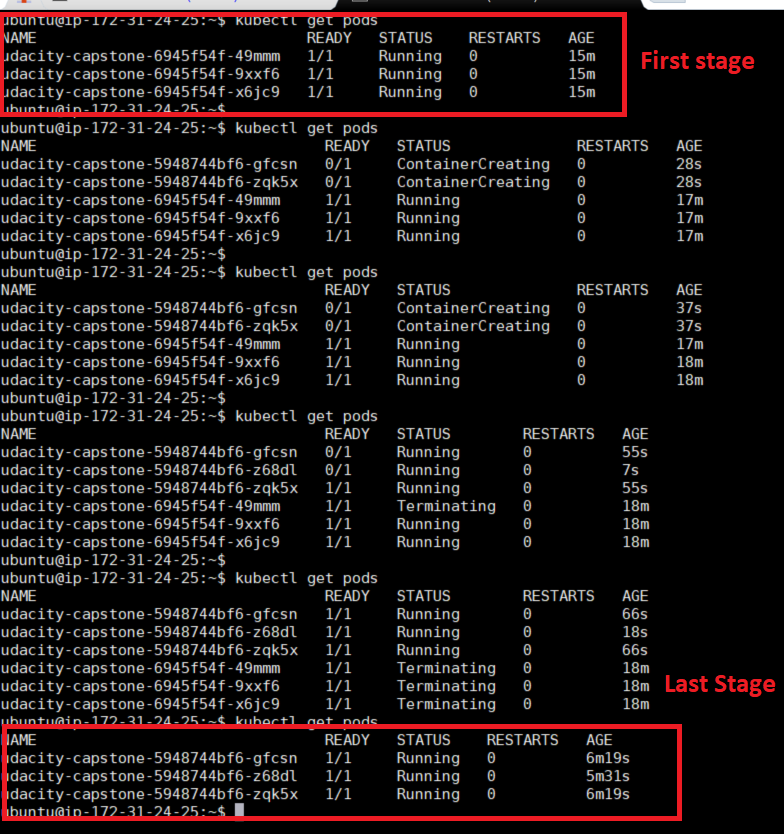 ubuntu@ip-172-31-24-25:~$ kubectl get pods
NAME READY STATUS RESTARTS AGE
udacity-capstone-6945f54f-49mmm 1/1 Running 0 15m
udacity-capstone-6945f54f-9xxf6 1/1 Running 0 15m
udacity-capstone-6945f54f-x6jc9 1/1 Running 0 15m
First stage
ubuntu@ip-172-31-24-25:~$
ubuntu@ip-172-31-24-25:~$ kubectl get pods
NAME READY STATUS RESTARTS AGE
udacity-capstone-5948744bf6-gfcsn 0/1 ContainerCreating 0 28s
udacity-capstone-5948744bf6-zqk5x 0/1 ContainerCreating 0 28s
udacity-capstone-6945f54f-49mmm 1/1 Running 0 17m
udacity-capstone-6945f54f-9xxf6 1/1 Running 0 17m
udacity-capstone-6945f54f-x6jc9 1/1 Running 0 17m
ubuntu@ip-172-31-24-25:~$
ubuntu@ip-172-31-24-25:~$ kubectl get pods
NAME READY STATUS RESTARTS AGE
udacity-capstone-5948744bf6-gfcsn 0/1 ContainerCreating 0 37s
udacity-capstone-5948744bf6-zqk5x 0/1 ContainerCreating 0 37s
udacity-capstone-6945f54f-49mmm 1/1 Running 0 17m
udacity-capstone-6945f54f-9xxf6 1/1 Running 0 18m
udacity-capstone-6945f54f-x6jc9 1/1 Running 0 18m
ubuntu@ip-172-31-24-25:~$
ubuntu@ip-172-31-24-25:~$ kubectl get pods
NAME READY STATUS RESTARTS AGE
udacity-capstone-5948744bf6-gfcsn 0/1 Running 0 55s
udacity-capstone-5948744bf6-z68dl 0/1 Running 0 7s
udacity-capstone-5948744bf6-zqk5x 1/1 Running 0 55s
udacity-capstone-6945f54f-49mmm 1/1 Terminating 0 18m
udacity-capstone-6945f54f-9xxf6 1/1 Running 0 18m
udacity-capstone-6945f54f-x6jc9 1/1 Running 0 18m
ubuntu@ip-172-31-24-25:~$
ubuntu@ip-172-31-24-25:~$ kubectl get pods
NAME READY STATUS RESTARTS AGE
udacity-capstone-5948744bf6-gfcsn 1/1 Running 0 66s
udacity-capstone-5948744bf6-z68dl 1/1 Running 0 18s
udacity-capstone-5948744bf6-zqk5x 1/1 Running 0 66s
udacity-capstone-6945f54f-49mmm 1/1 Terminating 0 18m
udacity-capstone-6945f54f-9xxf6 1/1 Terminating 0 18m
udacity-capstone-6945f54f-x6jc9 1/1 Terminating 0 18m
Last Stage
ubuntu@ip-172-31-24-25:~$ kubectl get pods
NAME READY STATUS RESTARTS AGE
udacity-capstone-5948744bf6-gfcsn 1/1 Running 0 6m19s
udacity-capstone-5948744bf6-z68dl 1/1 Running 0 5m31s
udacity-capstone-5948744bf6-zqk5x 1/1 Running 0 6m19s
ubuntu@ip-172-31-24-25:~$